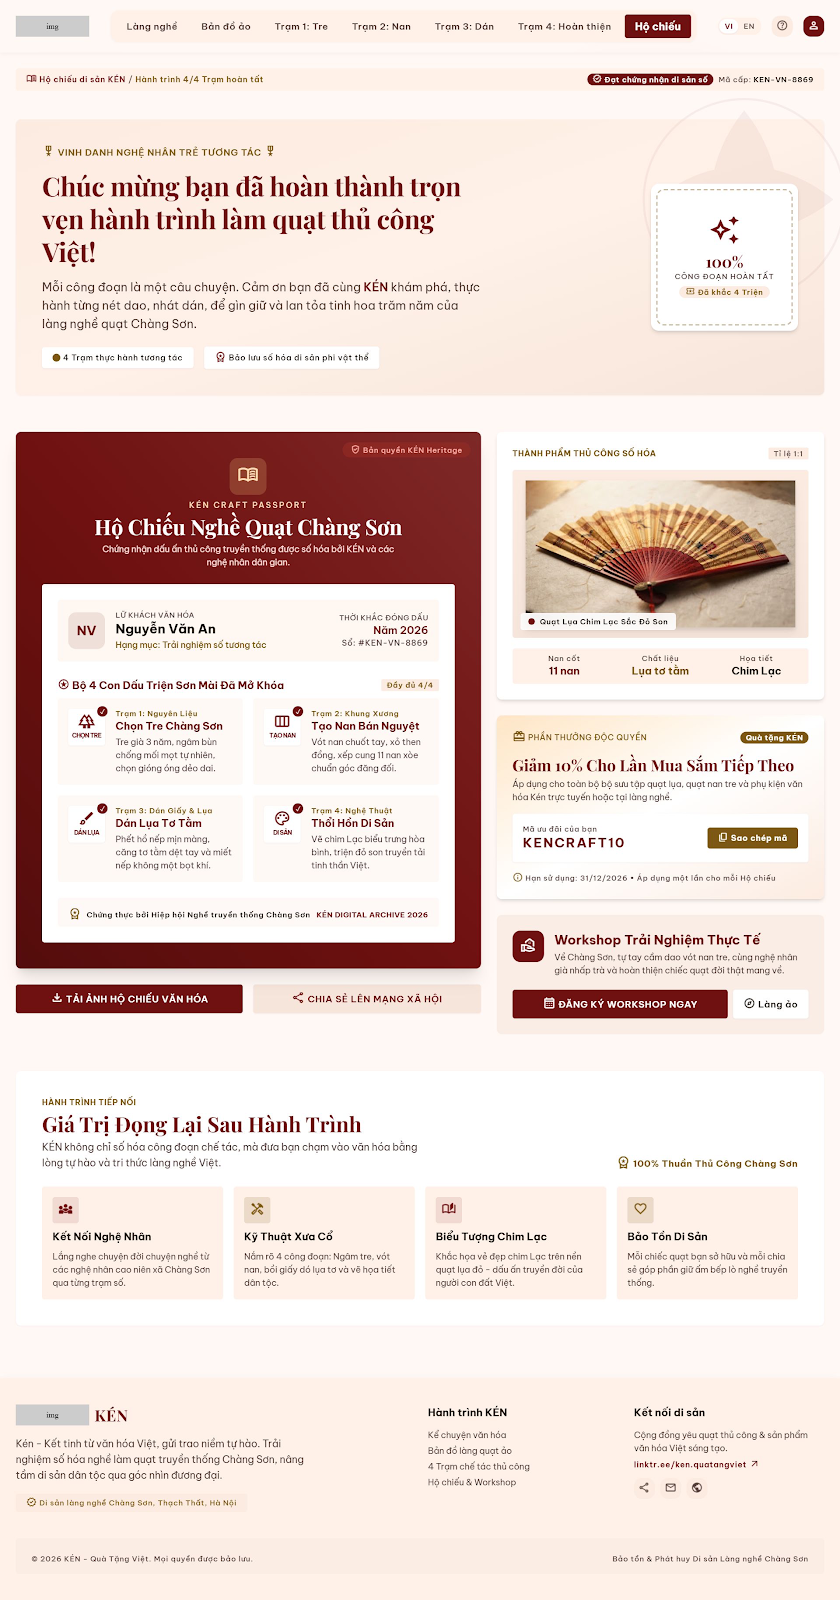 img
Làng nghề
Bản đồ ảo
Trạm 1: Tre
Trạm 2: Nan
Trạm 3: Dán
Trạm 4: Hoàn thiện
Hộ chiếu
VI
EN
Hộ chiếu di sản KÉN / Hành trình 4/4 Trạm hoàn tất
Đạt chứng nhận di sản số
Mã cấp: KEN-VN-8869
VINH DANH NGHỆ NHÂN TRẺ TƯƠNG TÁC
Chúc mừng bạn đã hoàn thành trọn
vẹn hành trình làm quạt thủ công
Việt!
Mỗi công đoạn là một câu chuyện. Cảm ơn bạn đã cùng KÉN khám phá, thực
hành từng nét dao, nhát dán, để gìn giữ và lan tỏa tinh hoa trăm năm của
làng nghề quạt Chàng Sơn.
4 Trạm thực hành tương tác
Bảo lưu số hóa di sản phi vật thể
100%
CÔNG ĐOẠN HOÀN TẤT
Đã khắc 4 Triện
Bản quyền KÉN Heritage
KÉN CRAFT PASSPORT
Hộ Chiếu Nghề Quạt Chàng Sơn
Chứng nhận dấu ấn thủ công truyền thống được số hóa bởi KÉN và các
nghệ nhân dân gian.
NV
LỮ KHÁCH VĂN HÓA
Nguyễn Văn An
Hạng mục: Trải nghiệm số tương tác
THỜI KHẮC ĐÓNG DẤU
Năm 2026
Số: #KEN-VN-8869
Bộ 4 Con Dấu Triện Sơn Mài Đã Mở Khóa
Đầy đủ 4/4
CHỌN TRE
Trạm 1: Nguyên Liệu
Chọn Tre Chàng Sơn
Tre già 3 năm, ngâm bùn
chống mối mọt tự nhiên,
chọn gióng óng dẻo dai.
TẠO NAN
Trạm 2: Khung Xương
Tạo Nan Bán Nguyệt
Vót nan chuốt tay, xỏ then
đồng, xếp cung 11 nan xòe
chuẩn góc đăng đối.
DÁN LỤA
Trạm 3: Dán Giấy & Lụa
Dán Lụa Tơ Tằm
Phết hồ nếp mịn màng,
căng tơ tằm dệt tay và miết
nếp không một bọt khí.
DI SẢN
Trạm 4: Nghệ Thuật
Thổi Hồn Di Sản
Vẽ chim Lạc biểu trưng hòa
bình, triện đỏ son truyền tải
tinh thần Việt.
Chứng thực bởi Hiệp hội Nghề truyền thống Chàng Sơn
KÉN DIGITAL ARCHIVE 2026
TẢI ẢNH HỘ CHIẾU VĂN HÓA
CHIA SẺ LÊN MẠNG XÃ HỘI
THÀNH PHẨM THỦ CÔNG SỐ HÓA
Tỉ lệ 1:1
Quạt Lụa Chim Lạc Sắc Đỏ Son
Nan cốt
11 nan
Chất liệu
Lụa tơ tằm
Họa tiết
Chim Lạc
PHẦN THƯỞNG ĐỘC QUYỀN
Quà tặng KÉN
Giảm 10% Cho Lần Mua Sắm Tiếp Theo
Áp dụng cho toàn bộ bộ sưu tập quạt lụa, quạt nan tre và phụ kiện văn
hóa Kén trực tuyến hoặc tại làng nghề.
Mã ưu đãi của bạn
KENCRAFT10
Sao chép mã
Hạn sử dụng: 31/12/2026 • Áp dụng một lần cho mỗi Hộ chiếu
Workshop Trải Nghiệm Thực Tế
Về Chàng Sơn, tự tay cầm dao vót nan tre, cùng nghệ nhân
già nhấp trà và hoàn thiện chiếc quạt đời thật mang về.
ĐĂNG KÝ WORKSHOP NGAY
Làng ảo
HÀNH TRÌNH TIẾP NỐI
Giá Trị Đọng Lại Sau Hành Trình
KÉN không chỉ số hóa công đoạn chế tác, mà đưa bạn chạm vào văn hóa bằng
lòng tự hào và tri thức làng nghề Việt.
100% Thuần Thủ Công Chàng Sơn
Kết Nối Nghệ Nhân
Lắng nghe chuyện đời chuyện nghề từ
các nghệ nhân cao niên xã Chàng Sơn
qua từng trạm số.
Kỹ Thuật Xưa Cổ
Nắm rõ 4 công đoạn: Ngâm tre, vót
nan, bồi giấy dó lụa tơ và vẽ họa tiết
dân tộc.
Biểu Tượng Chim Lạc
Khắc họa vẻ đẹp chim Lạc trên nền
quạt lụa đỏ - dấu ấn truyền đời của
người con đất Việt.
Bảo Tồn Di Sản
Mỗi chiếc quạt bạn sở hữu và mỗi chia
sẻ góp phần giữ ấm bếp lò nghề truyền
thống.
img
KÉN
Kén - Kết tinh từ văn hóa Việt, gửi trao niềm tự hào. Trải
nghiệm số hóa nghề làm quạt truyền thống Chàng Sơn, nâng
tầm di sản dân tộc qua góc nhìn đương đại.
Di sản làng nghề Chàng Sơn, Thạch Thất, Hà Nội
Hành trình KÉN
Kể chuyện văn hóa
Bản đồ làng quạt ảo
4 Trạm chế tác thủ công
Hộ chiếu & Workshop
Kết nối di sản
Cộng đồng yêu quạt thủ công & sản phẩm
văn hóa Việt sáng tạo.
linktr.ee/ken.quatangviet
© 2026 KÉN - Quà Tặng Việt. Mọi quyền được bảo lưu.
Bảo tồn & Phát huy Di sản Làng nghề Chàng Sơn